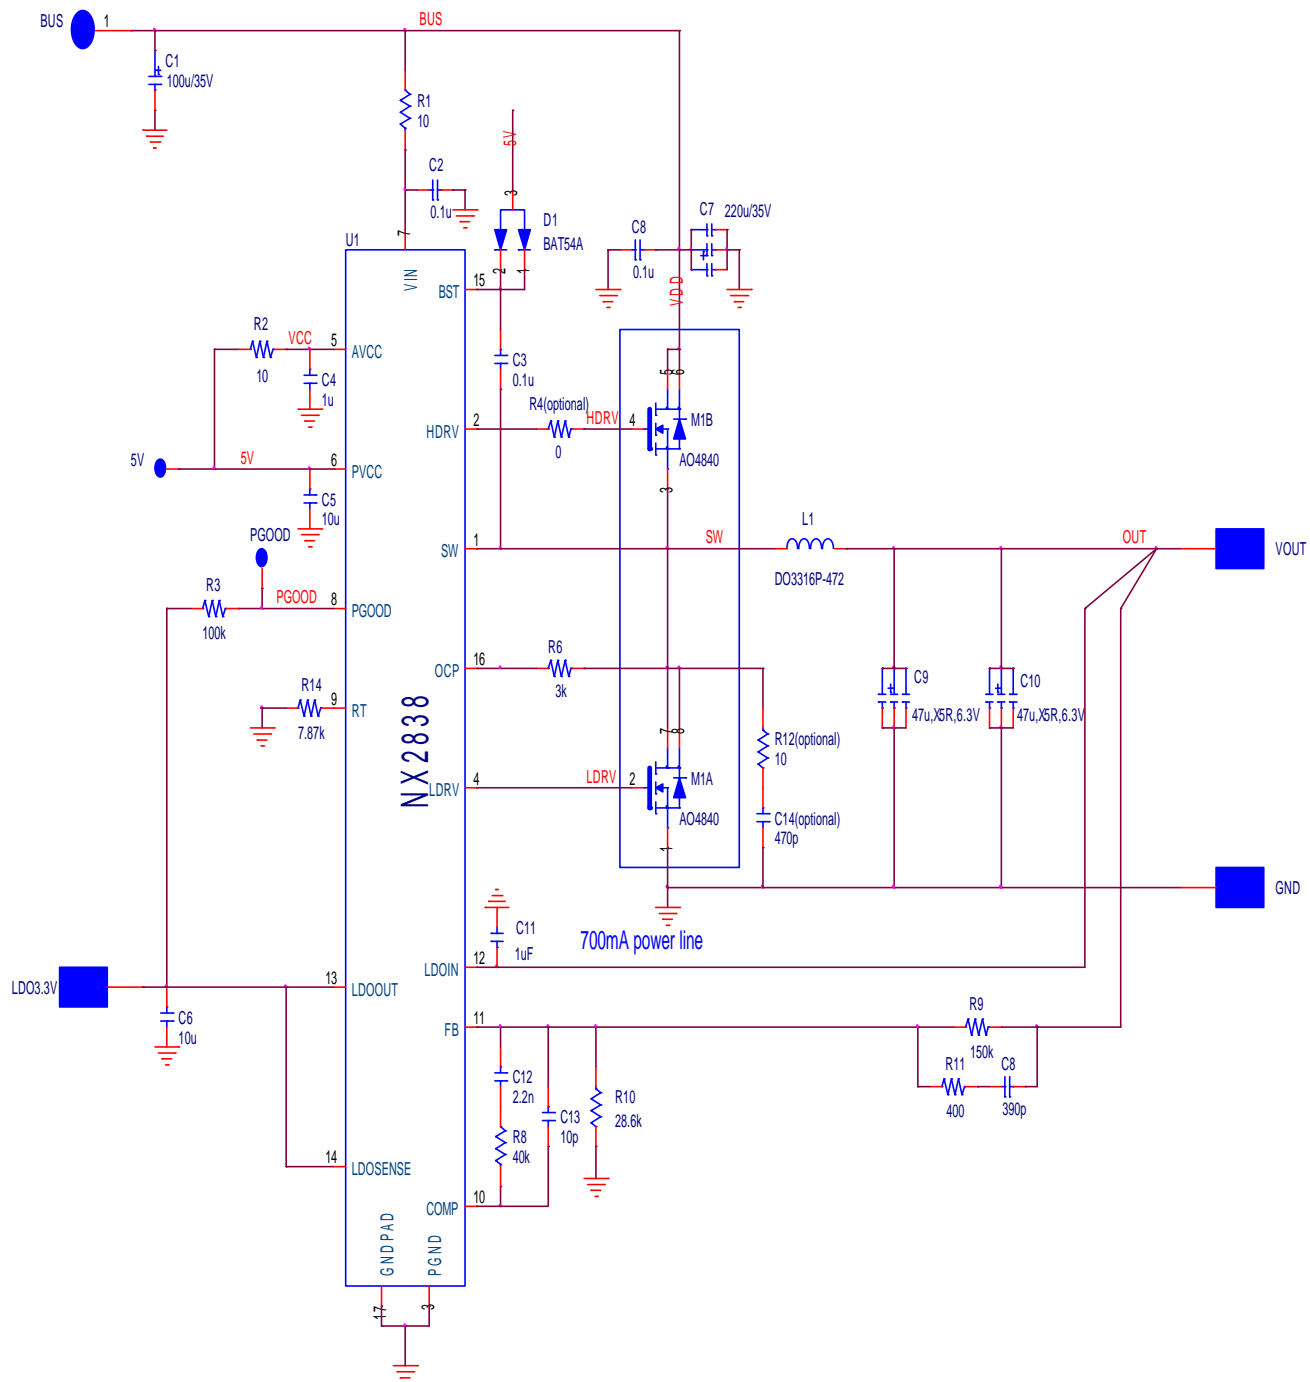 BUS
1
BUS
C1
100u/35V
R1
10
5V
C2
0.1u
3
D1
BAT54A
2
1
C7
220u/35V
C8
0.1u
VDD
U1
7
VIN
15
BST
R2
10
VCC
5
AVCC
C4
1u
C3
0.1u
5
6
R4(optional)
0
HDRV
2
HDRV
4
M1B
AO4840
3
5V
5V
6
PVCC
C5
10u
PGOOD
SW
1
SW
L1
DO3316P-472
OUT
VOUT
R3
100k
PGOOD
8
PGOOD
OCP
16
R6
3k
R14
7.87k
9
RT
NX2838
7
8
R12(optional)
10
C9
47u,X5R,6.3V
C10
47u,X5R,6.3V
LDRV
4
LDRV
2
M1A
AO4840
1
C14(optional)
470p
GND
C11
1uF
700mA power line
LDOIN
12
LDO3.3V
13
LDOOUT
C6
10u
FB
11
R9
150k
R11
400
C8
390p
C12
2.2n
R8
40k
C13
10p
R10
28.6k
14
LDOSENSE
COMP
10
GNDPAD
PGND
17
3